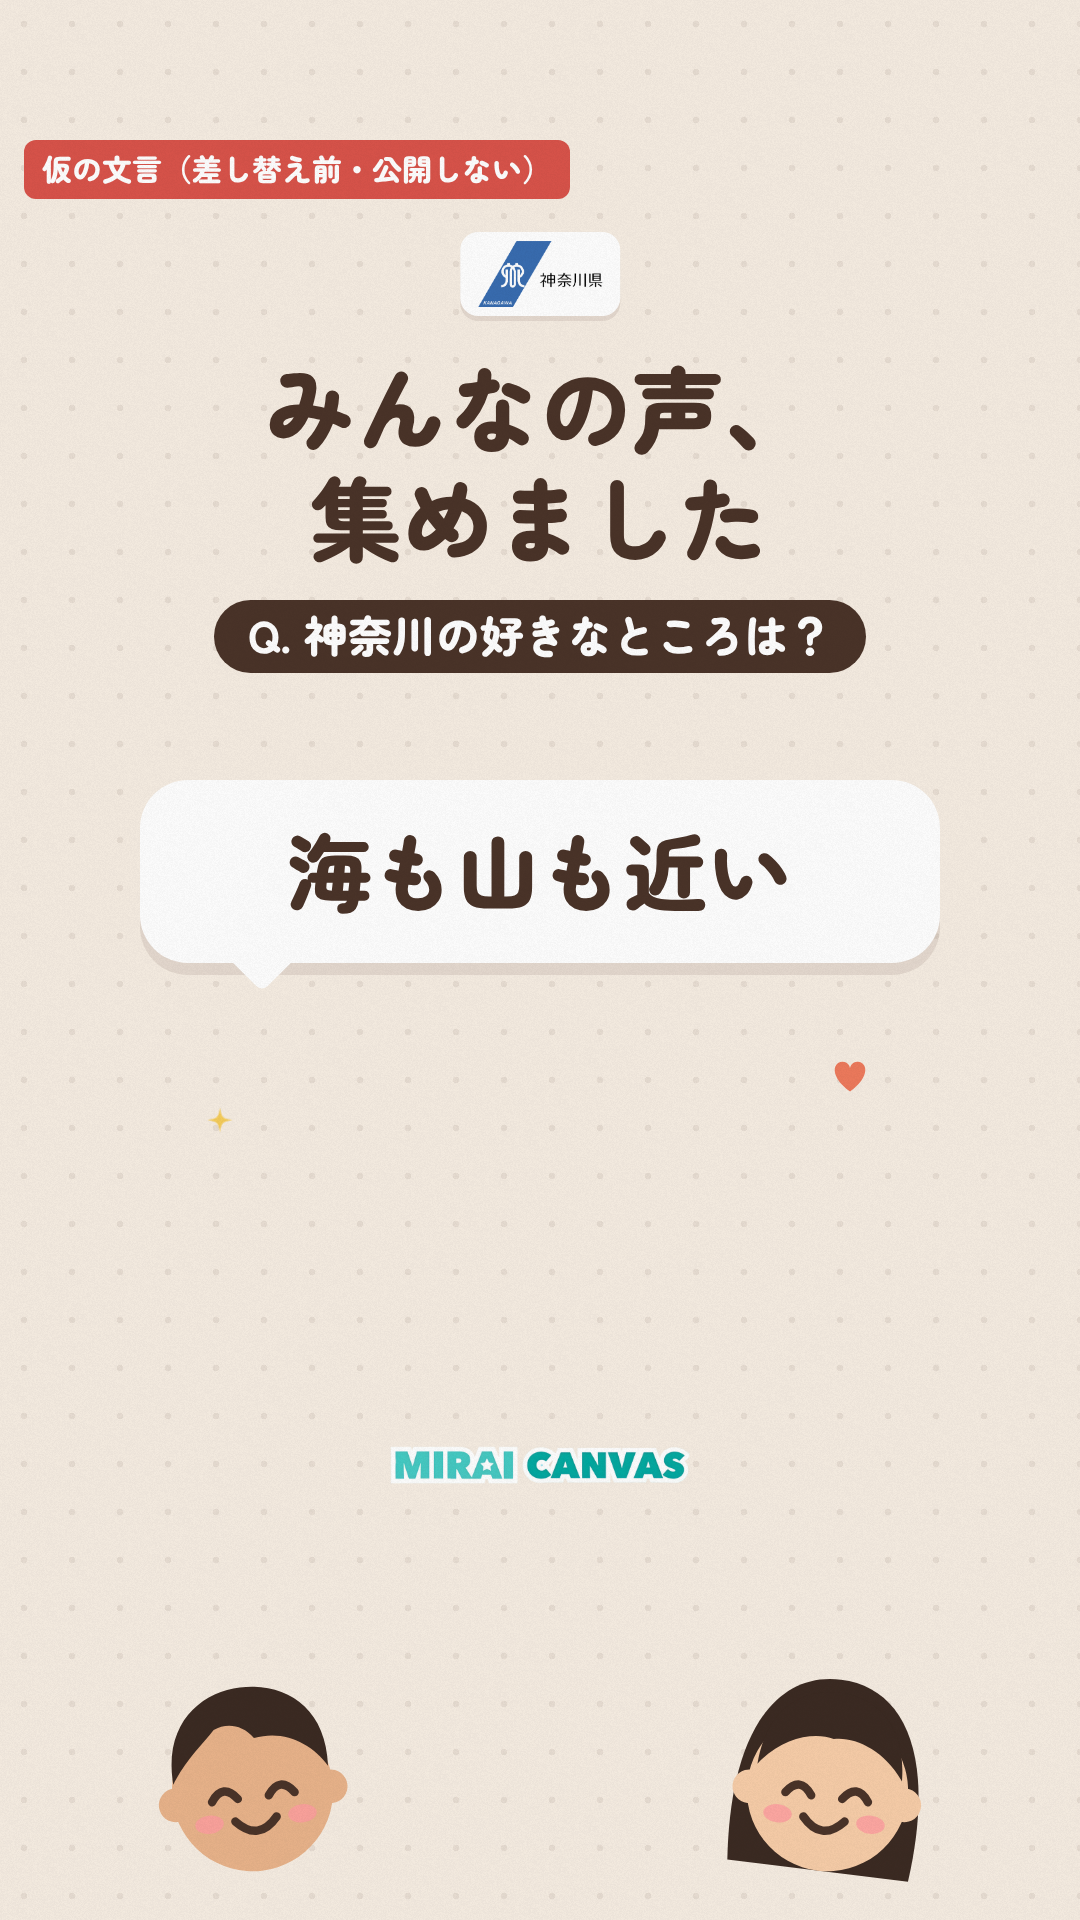 仮の文言（差し替え前・公開しない）
KANAGAWA
神奈川県
みんなの声、
集めました
Q. 神奈川の好きなところは？
海も山も近い
MIRAI CANVAS